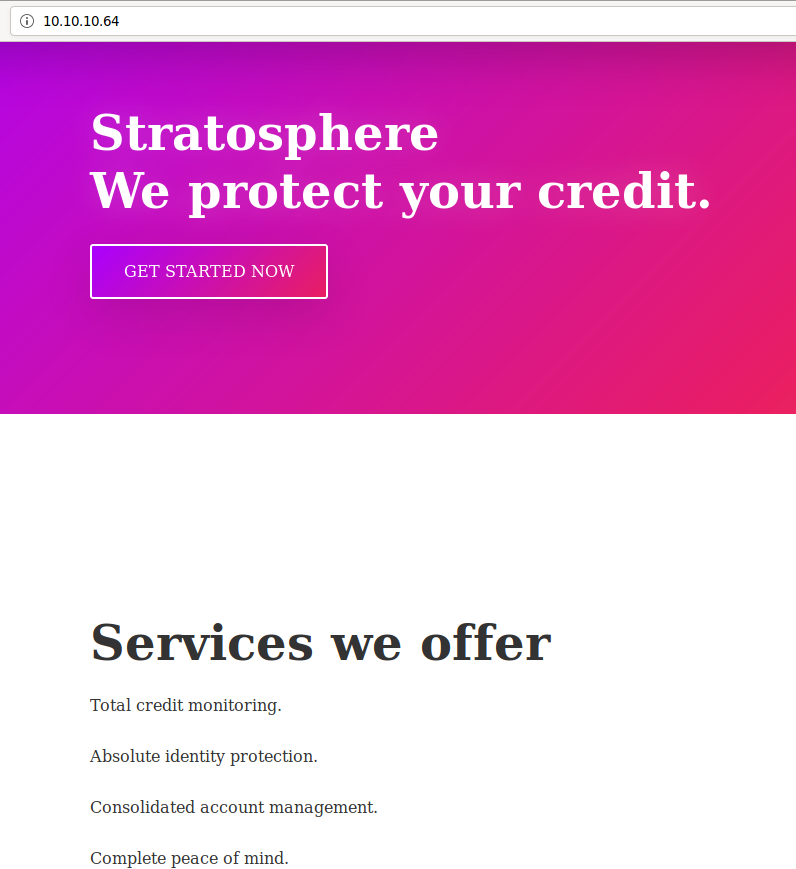 10.10.10.64
Stratosphere
We protect your credit.
GET STARTED NOW
Services we offer
Total credit monitoring.
Absolute identity protection.
Consolidated account management.
Complete peace of mind.